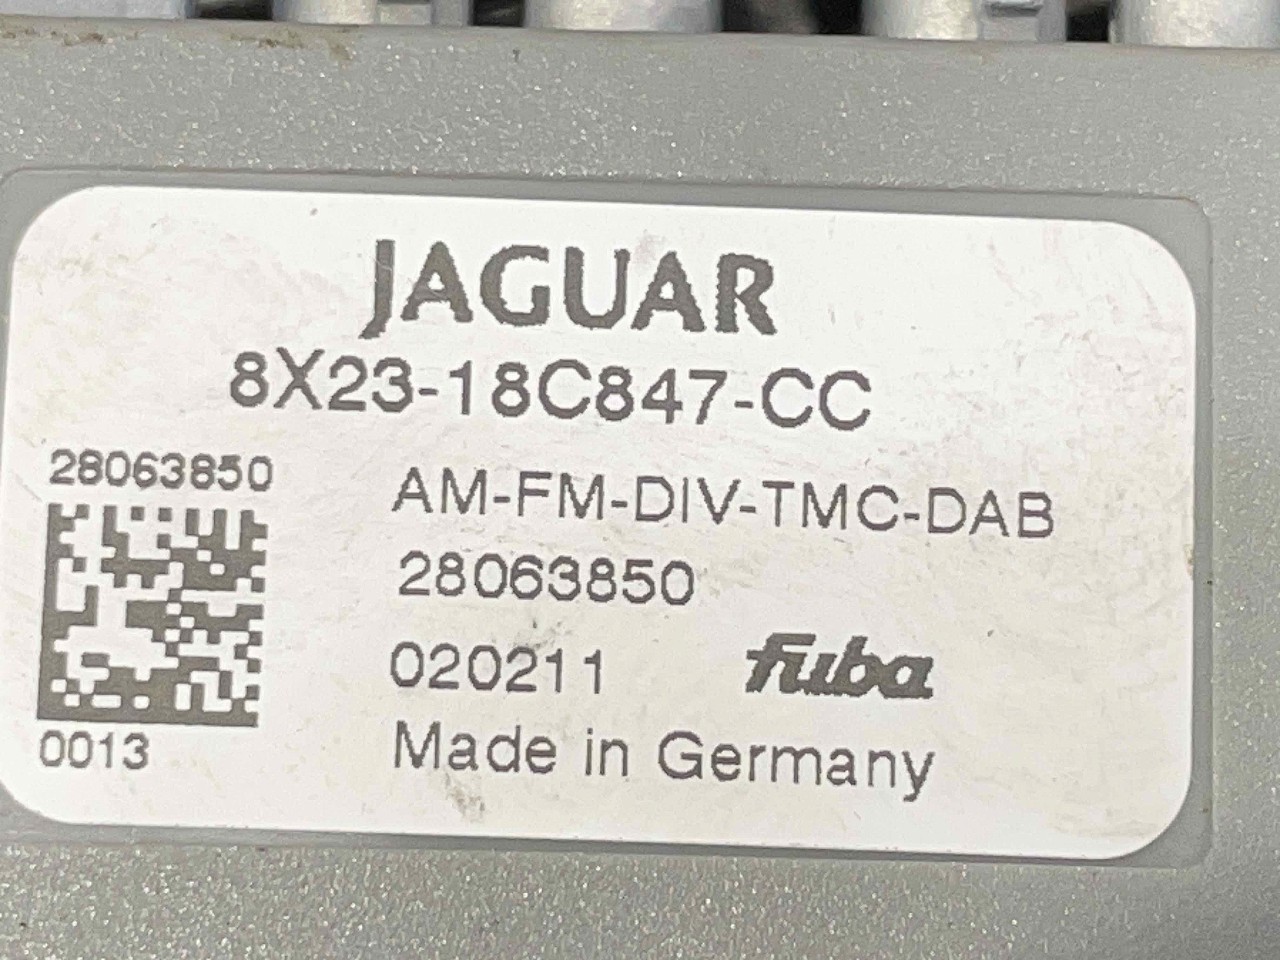 JAGUAR
8X23-18C847-CC
28063850
AM-FM-DIV-TMC-DAB
28063850
020211 fuba
0013
Made in Germany